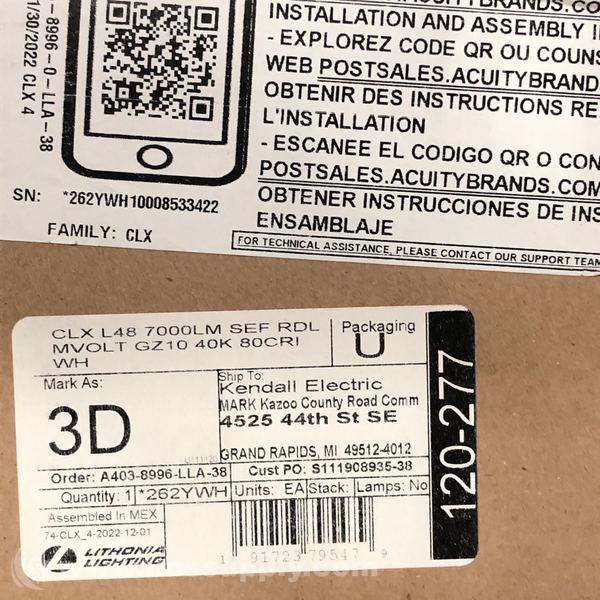 INSTALLATION AND ASSEMBLY
- EXPLOREZ CODE QR OU
WEB POSTSALES.ACUITYBRAND
OBTENIR DES INSTRUCTIONS
L'INSTALLATION
- ESCANEE EL CODIGO QR O
POSTSALES.ACUITYBRANDS.COM
OBTENER INSTRUCCIONES DE
ENSAMBLAJE
FOR TECHNICAL ASSISTANCE, PLEASE CONTACT OUR SUPPORT TEAM
-8996-0-LLA-38
/30/2022 CLX 4
SN: *262YWH10008533422
FAMILY: CLX
CLX L48 7000LM SEF RDL
MVOLT GZ10 40K 80CRI
WH
Packaging
U
Mark As:
3D
Ship To:
Kendall Electric
MARK Kazoo County Road Comm
4525 44th St SE
GRAND RAPIDS, MI 49512-4012
Order: A403-8996-LLA-38 Cust PO: S111908935-38
Quantity: 1 *262YWH Units: EA Stack: Lamps: No
Assembled In MEX
74-CLX_4-2022-12-01
LITHONIA
LIGHTING
1 91723 79547 9
120-277